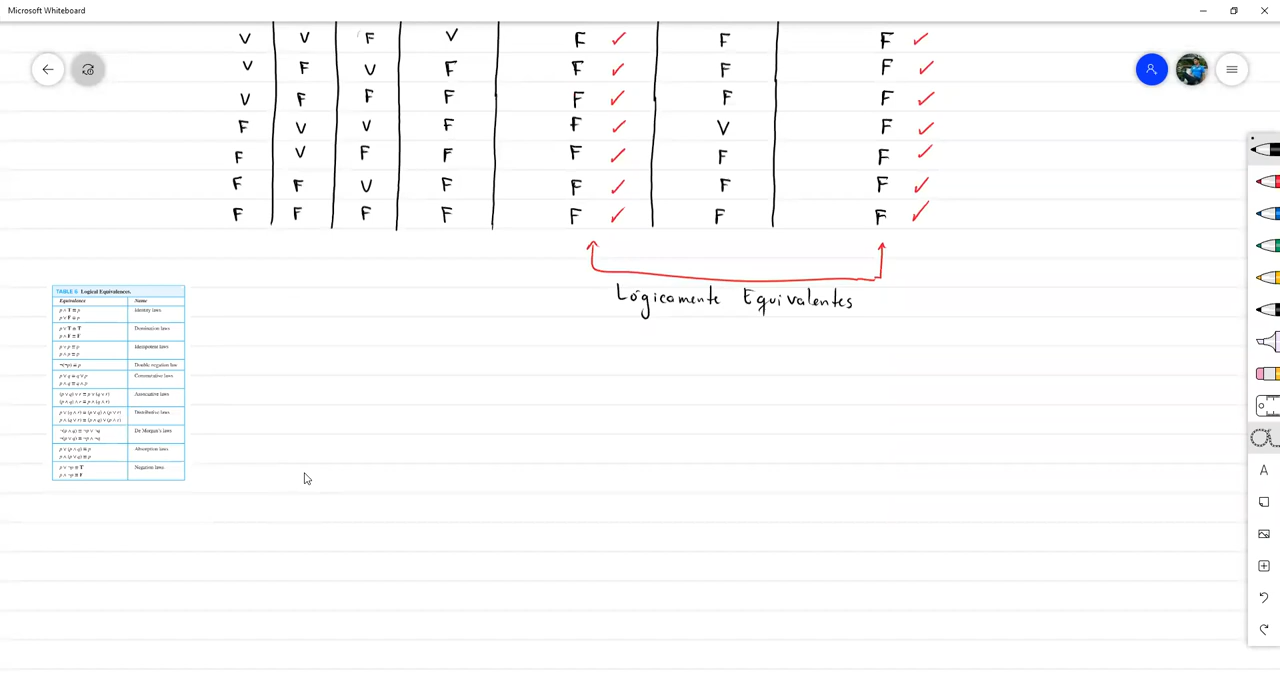 Microsoft Whiteboard
V V F V F ✓ F F ✓
V F V F F ✓ F F ✓
V F F F F ✓ F F ✓
F V V F F ✓ V F ✓
F V F F F ✓ F F ✓
F F V F F ✓ F F ✓
F F F F F ✓ F F ✓
Lógicamente Equivalentes
TABLE 6 Logical Equivalences.
Equivalence Name
p ∧ T ≡ p Identity laws
p ∨ F ≡ p
p ∨ T ≡ T Domination laws
p ∧ F ≡ F
p ∨ p ≡ p Idempotent laws
p ∧ p ≡ p
¬(¬p) ≡ p Double negation law
p ∨ q ≡ q ∨ p Commutative laws
p ∧ q ≡ q ∧ p
(p ∨ q) ∨ r ≡ p ∨ (q ∨ r) Associative laws
(p ∧ q) ∧ r ≡ p ∧ (q ∧ r)
p ∨ (q ∧ r) ≡ (p ∨ q) ∧ (p ∨ r) Distributive laws
p ∧ (q ∨ r) ≡ (p ∧ q) ∨ (p ∧ r)
¬(p ∧ q) ≡ ¬p ∨ ¬q De Morgan's laws
¬(p ∨ q) ≡ ¬p ∧ ¬q
p ∨ (p ∧ q) ≡ p Absorption laws
p ∧ (p ∨ q) ≡ p
p ∨ ¬p ≡ T Negation laws
p ∧ ¬p ≡ F
A